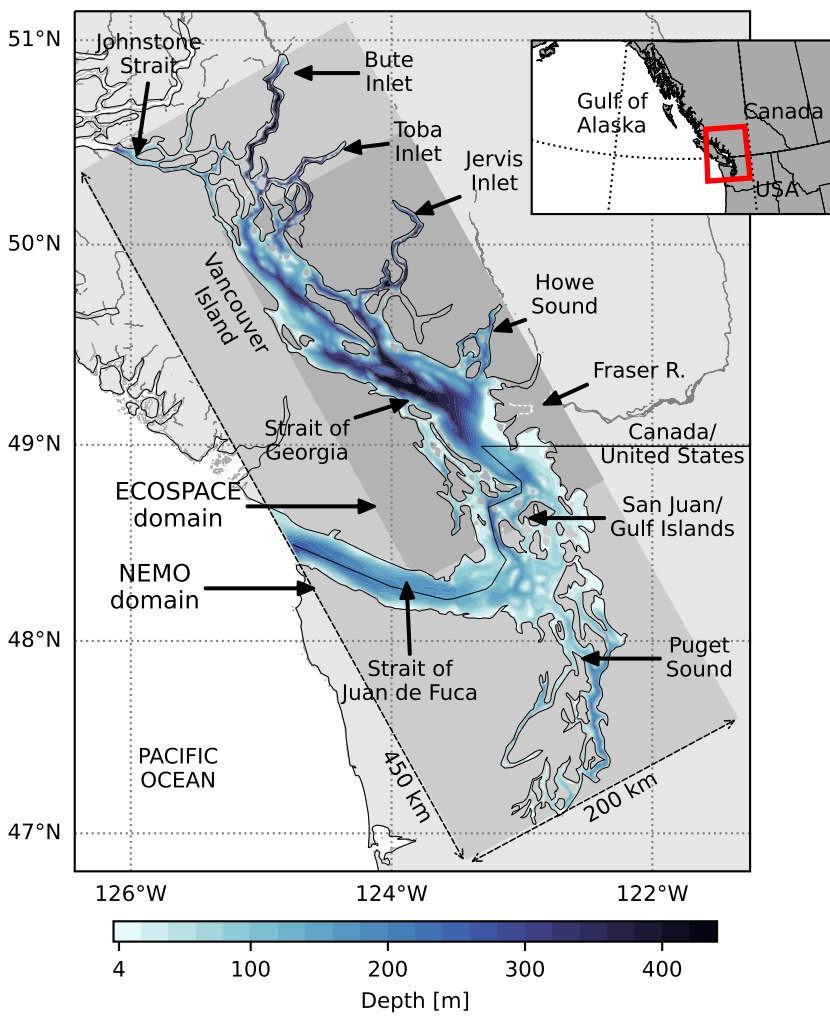 51°N
50°N
49°N
48°N
47°N
Johnstone
Strait
Bute
Inlet
Toba
Inlet
Jervis
Inlet
Gulf of
Alaska
Canada
USA
Howe
Sound
Vancouver
Island
Fraser R.
Strait of
Georgia
Canada/
United States
ECOSPACE
domain
San Juan/
Gulf Islands
NEMO
domain
Strait of
Juan de Fuca
Puget
Sound
PACIFIC
OCEAN
450 km
200 km
126°W
124°W
122°W
4
100
200
300
400
Depth [m]